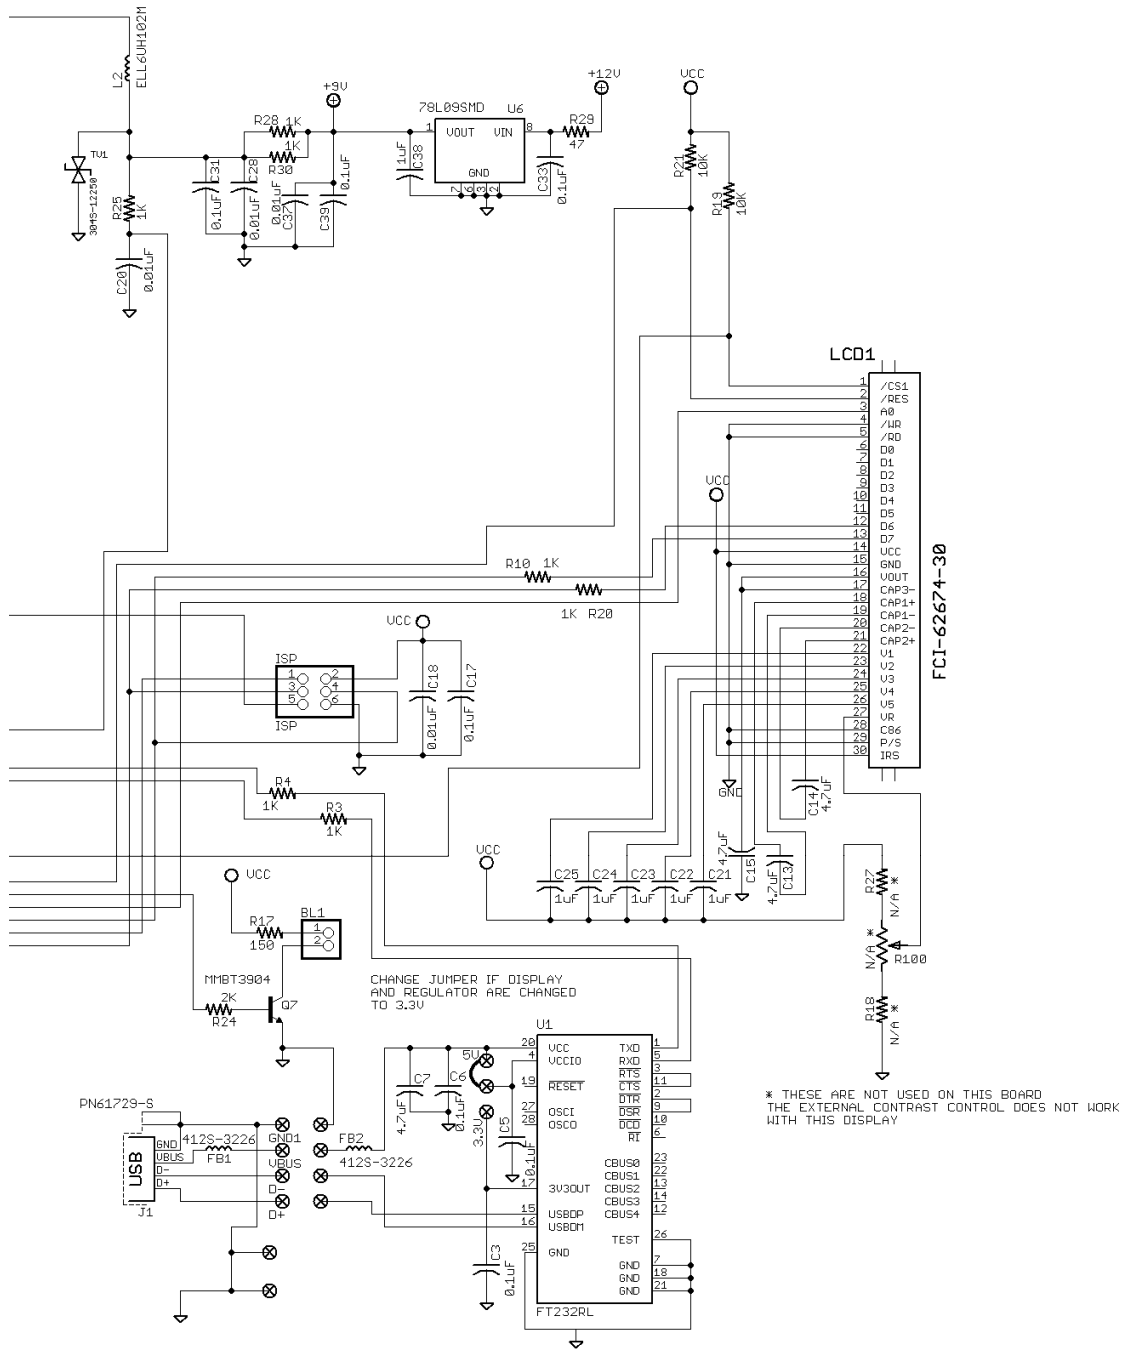 ELL6UH102M
L2
+9V
78L09SMD U6
+12V
VCC
R28 1K
1K
R30
TV1
304S-12250
R25
1K
C31
0.1uF
C28
0.01uF
0.01uF
C37
0.1uF
C39
1 VOUT VIN 8
GND
7 6 3 2
1uF
C38
R29
47
C33
0.1uF
R21
10K
R19
10K
C20
0.01uF
LCD1
1 /CS1
2 /RES
3 A0
4 /WR
5 /RD
6 D0
7 D1
8 D2
9 D3
10 D4
11 D5
12 D6
13 D7
14 VCC
15 GND
16 VOUT
17 CAP3-
18 CAP1+
19 CAP1-
20 CAP2-
21 CAP2+
22 V1
23 V2
24 V3
25 V4
26 V5
27 VR
28 C86
29 P/S
30 IRS
FCI-62674-30
VCC
R10 1K
1K R20
VCC
ISP
1 2
3 4
5 6
ISP
C18
0.01uF
C17
0.1uF
GND
C14
4.7uF
R4
1K
R3
1K
4.7uF
C15
4.7uF
C13
VCC
C25
1uF
C24
1uF
C23
1uF
C22
1uF
C21
1uF
R27
N/A *
N/A *
R100
R18
N/A *
VCC
R17
150
BL1
1
2
MMBT3904
2K
R24
Q7
CHANGE JUMPER IF DISPLAY
AND REGULATOR ARE CHANGED
TO 3.3V
U1
20 VCC TXD 1
4 VCCIO RXD 5
RTS 3
19 RESET CTS 11
DTR 2
27 OSCI DSR 9
28 OSCO DCD 10
RI 6
CBUS0 23
CBUS1 22
17 3V3OUT CBUS2 13
CBUS3 14
15 USBDP CBUS4 12
16 USBDM
TEST 26
25 GND
GND 7
GND 18
GND 21
FT232RL
5V
3.3V
C7
4.7uF
C6
0.1uF
C5
0.1uF
C3
0.1uF
PN61729-S
USB
GND
VBUS
D-
D+
J1
412S-3226
FB1
GND1
VBUS
D-
D+
FB2
412S-3226
* THESE ARE NOT USED ON THIS BOARD
THE EXTERNAL CONTRAST CONTROL DOES NOT WORK
WITH THIS DISPLAY